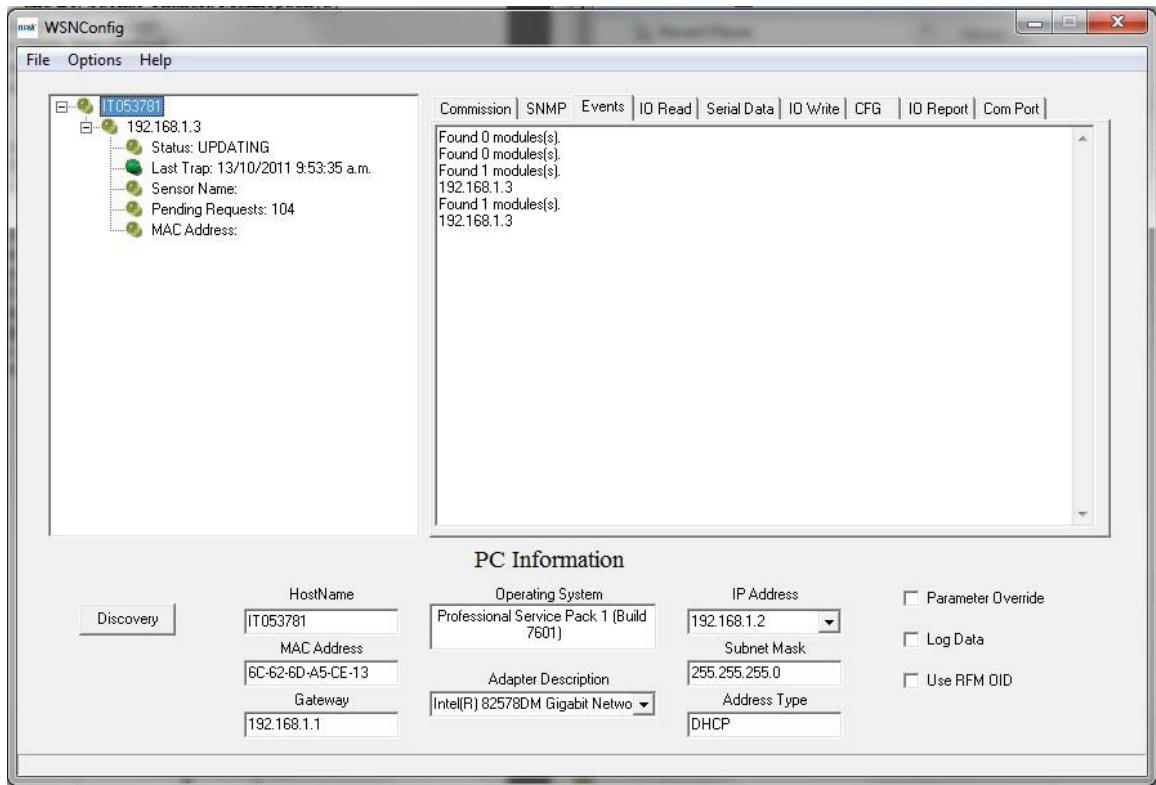 WSNConfig
File Options Help
IT053781
192.168.1.3
Status: UPDATING
Last Trap: 13/10/2011 9:53:35 a.m.
Sensor Name:
Pending Requests: 104
MAC Address:
Commission SNMP Events IO Read Serial Data IO Write CFG IO Report Com Port
Found 0 modules(s).
Found 0 modules(s).
Found 1 modules(s).
192.168.1.3
Found 1 modules(s).
192.168.1.3
PC Information
Discovery
HostName
IT053781
MAC Address
6C-62-6D-A5-CE-13
Gateway
192.168.1.1
Operating System
Professional Service Pack 1 (Build
7601)
Adapter Description
Intel(R) 82578DM Gigabit Netwo
IP Address
192.168.1.2
Subnet Mask
255.255.255.0
Address Type
DHCP
Parameter Override
Log Data
Use RFM OID